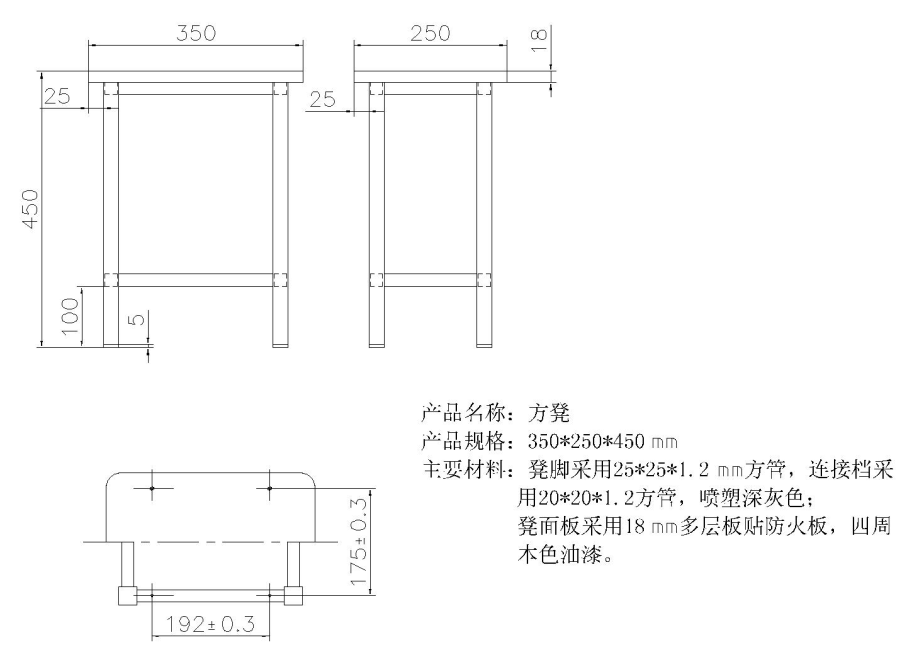 350
250
18
25
25
450
100
5
产品名称：方凳
产品规格：350*250*450 mm
主要材料：凳脚采用25*25*1.2 mm方管，连接档采
用20*20*1.2方管，喷塑深灰色；
凳面板采用18 mm多层板贴防火板，四周
木色油漆。
175±0.3
192±0.3